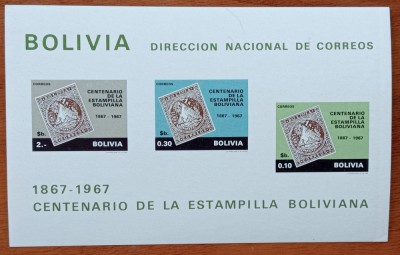 BOLIVIA DIRECCION NACIONAL DE CORREOS
CORREOS
CENTENARIO
DE LA
ESTAMPILLA
BOLIVIANA
1867 - 1967
$b.
2.-
BOLIVIA
CORREOS
CENTENARIO
DE LA
ESTAMPILLA
BOLIVIANA
1867 - 1967
$b.
0.30
BOLIVIA
CORREOS
CENTENARIO
DE LA
ESTAMPILLA
BOLIVIANA
1867 - 1967
$b.
0.10
BOLIVIA
1867-1967
CENTENARIO DE LA ESTAMPILLA BOLIVIANA